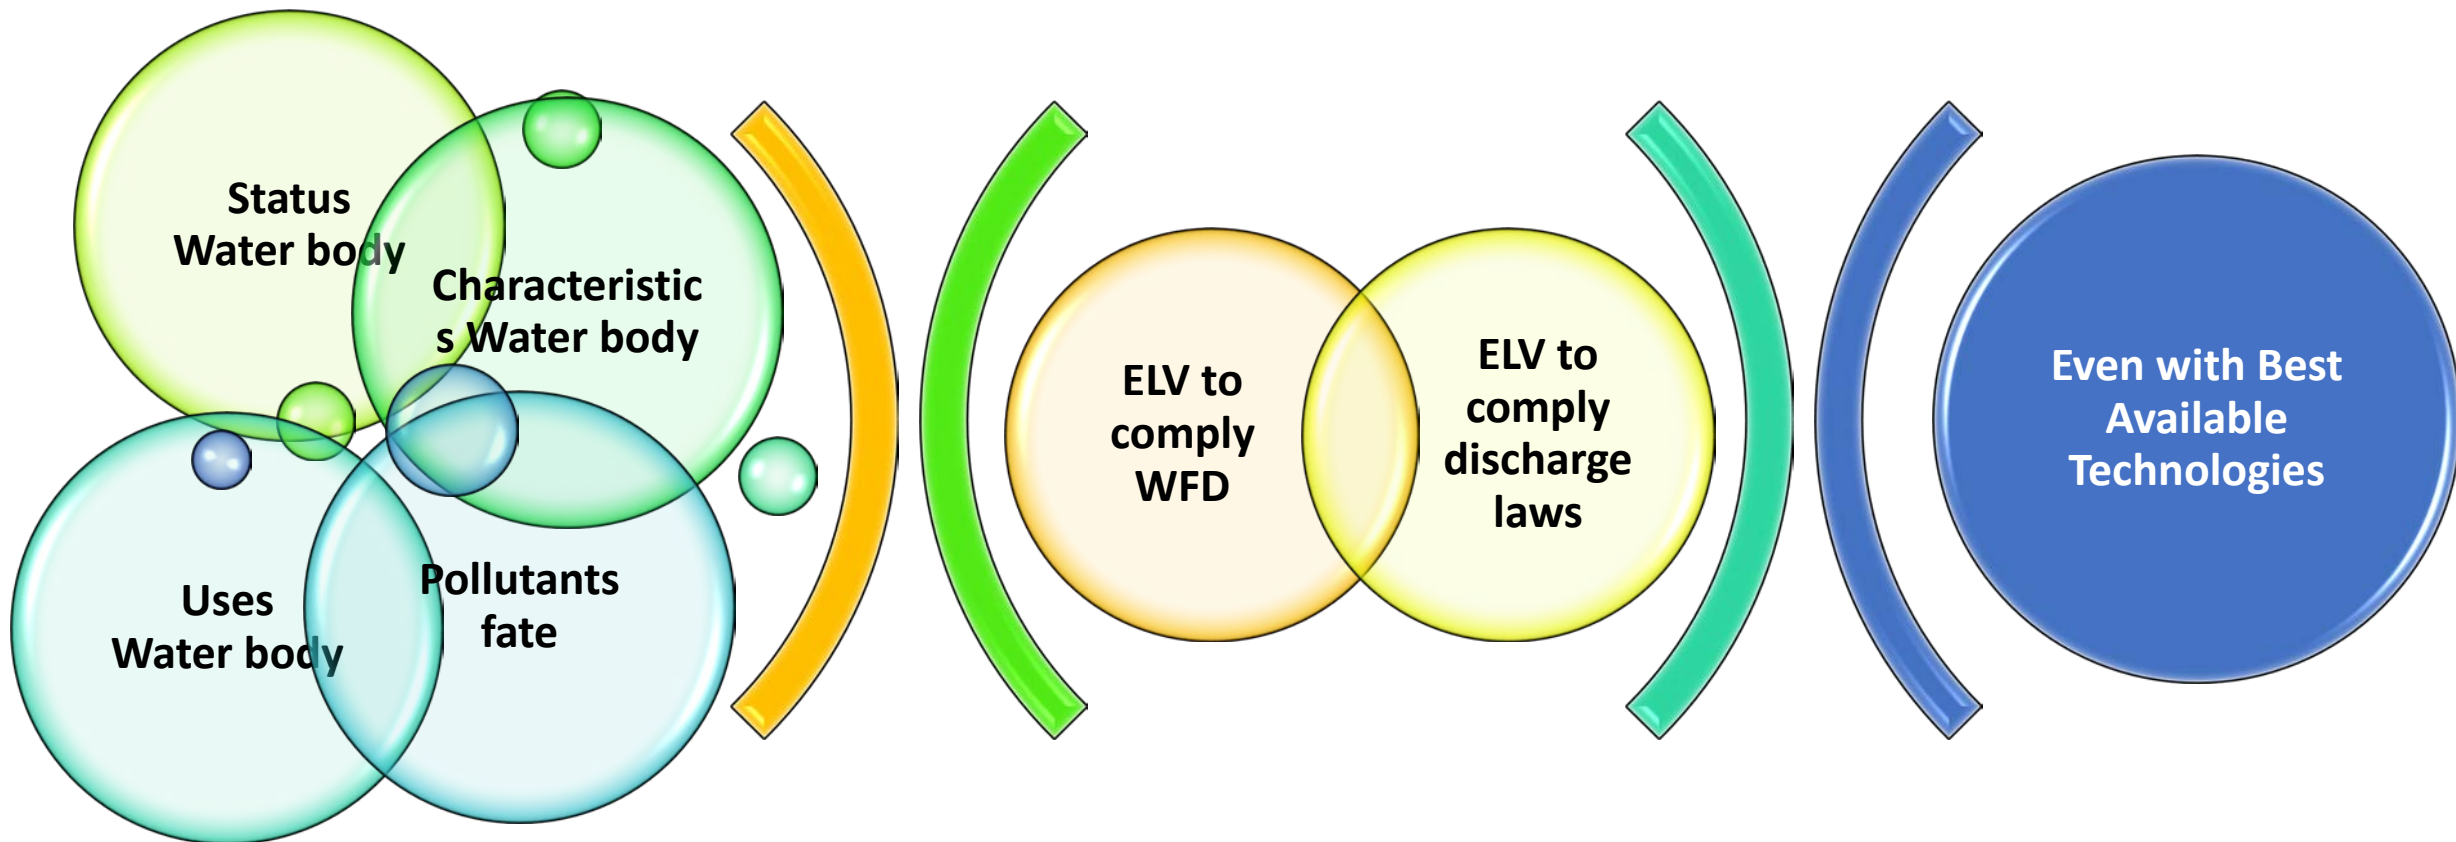 Status
Water body
Characteristic
s Water body
Uses
Water body
Pollutants
fate
ELV to
comply
WFD
ELV to
comply
discharge
laws
Even with Best
Available
Technologies